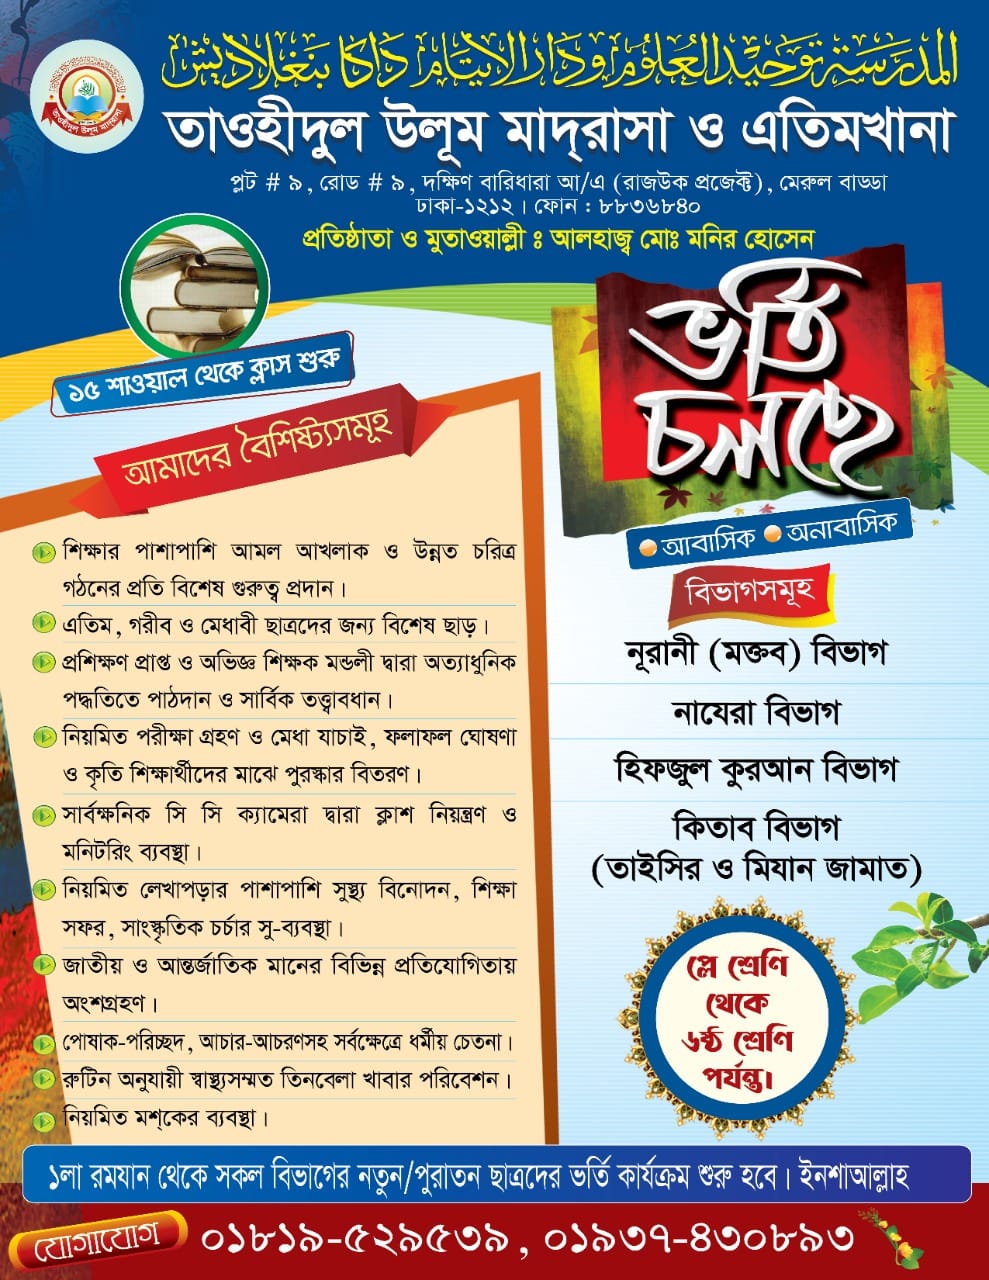 المدرسة توحيد العلوم ودار الايتام داكا بنغلاديش
তাওহীদুল উলূম মাদ্রাসা ও এতিমখানা
তাওহীদুল উলূম মাদ্রাসা
প্লট # ৯, রোড # ৯, দক্ষিণ বারিধারা আ/এ (রাজউক প্রজেক্ট), মেরুল বাড্ডা
ঢাকা-১২১২। ফোন : ৮৮৩৬৮৪০
প্রতিষ্ঠাতা ও মুতাওয়াল্লী ঃ আলহাজ্ব মোঃ মনির হোসেন
ভর্তি
চলছে
১৫ শাওয়াল থেকে ক্লাস শুরু
আমাদের বৈশিষ্ট্যসমূহ
শিক্ষার পাশাপাশি আমল আখলাক ও উন্নত চরিত্র
গঠনের প্রতি বিশেষ গুরুত্ব প্রদান।
এতিম, গরীব ও মেধাবী ছাত্রদের জন্য বিশেষ ছাড়।
প্রশিক্ষণ প্রাপ্ত ও অভিজ্ঞ শিক্ষক মন্ডলী দ্বারা অত্যাধুনিক
পদ্ধতিতে পাঠদান ও সার্বিক তত্ত্বাবধান।
নিয়মিত পরীক্ষা গ্রহণ ও মেধা যাচাই, ফলাফল ঘোষণা
ও কৃতি শিক্ষার্থীদের মাঝে পুরস্কার বিতরণ।
সার্বক্ষনিক সি সি ক্যামেরা দ্বারা ক্লাশ নিয়ন্ত্রণ ও
মনিটরিং ব্যবস্থা।
নিয়মিত লেখাপড়ার পাশাপাশি সুস্থ্য বিনোদন, শিক্ষা
সফর, সাংস্কৃতিক চর্চার সু-ব্যবস্থা।
জাতীয় ও আন্তর্জাতিক মানের বিভিন্ন প্রতিযোগিতায়
অংশগ্রহণ।
পোষাক-পরিচ্ছদ, আচার-আচরণসহ সর্বক্ষেত্রে ধর্মীয় চেতনা।
রুটিন অনুযায়ী স্বাস্থ্যসম্মত তিনবেলা খাবার পরিবেশন।
নিয়মিত মশ্কের ব্যবস্থা।
আবাসিক অনাবাসিক
বিভাগসমূহ
নূরানী (মক্তব) বিভাগ
নাযেরা বিভাগ
হিফজুল কুরআন বিভাগ
কিতাব বিভাগ
(তাইসির ও মিযান জামাত)
প্লে শ্রেণি
থেকে
৬ষ্ঠ শ্রেণি
পর্যন্ত।
১লা রমযান থেকে সকল বিভাগের নতুন/পুরাতন ছাত্রদের ভর্তি কার্যক্রম শুরু হবে। ইনশাআল্লাহ
যোগাযোগ ০১৮১৯-৫২৯৫৩৯, ০১৯৩৭-৪৩০৮৯৩